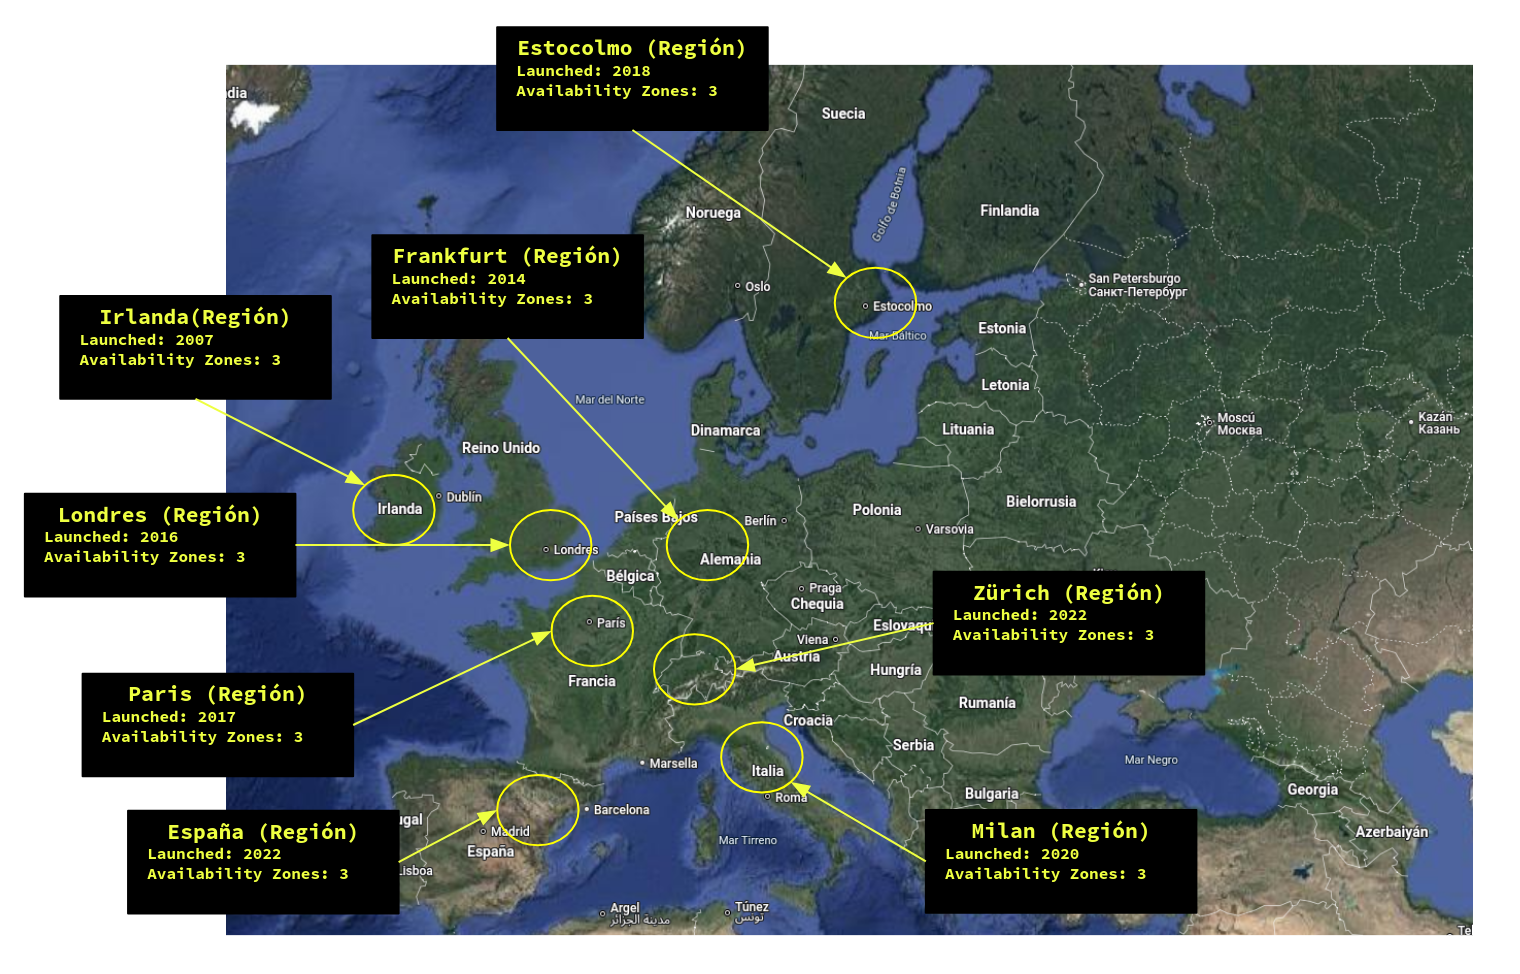 Estocolmo (Región)
Launched: 2018
Availability Zones: 3
ndia
Suecia
Golfo de Botnia
Noruega
Finlandia
Frankfurt (Región)
Launched: 2014
Availability Zones: 3
San Petersburgo
Санкт-Петербург
Oslo
Estocolmo
Mar Báltico
Estonia
Irlanda(Región)
Launched: 2007
Availability Zones: 3
Letonia
Mar del Norte
Moscú
Москва
Kazán
Казань
Dinamarca
Lituania
Reino Unido
Dublín
Irlanda
Bielorrusia
Londres (Región)
Launched: 2016
Availability Zones: 3
Países Bajos
Berlín
Polonia
Varsovia
Londres
Alemania
Bélgica
Praga
Chequia
Zürich (Región)
Launched: 2022
Availability Zones: 3
París
Eslovaqu
Viena
Austria
Hungría
Francia
Paris (Región)
Launched: 2017
Availability Zones: 3
Rumanía
Croacia
Serbia
Marsella
Italia
Mar Negro
Bulgaria
Georgia
Roma
Barcelona
ugal
Madrid
España
España (Región)
Launched: 2022
Availability Zones: 3
Milan (Región)
Launched: 2020
Availability Zones: 3
Azerbaiyán
Mar Tirreno
Lisboa
Argel
مدينة الجزائر
Túnez
تونس
Te